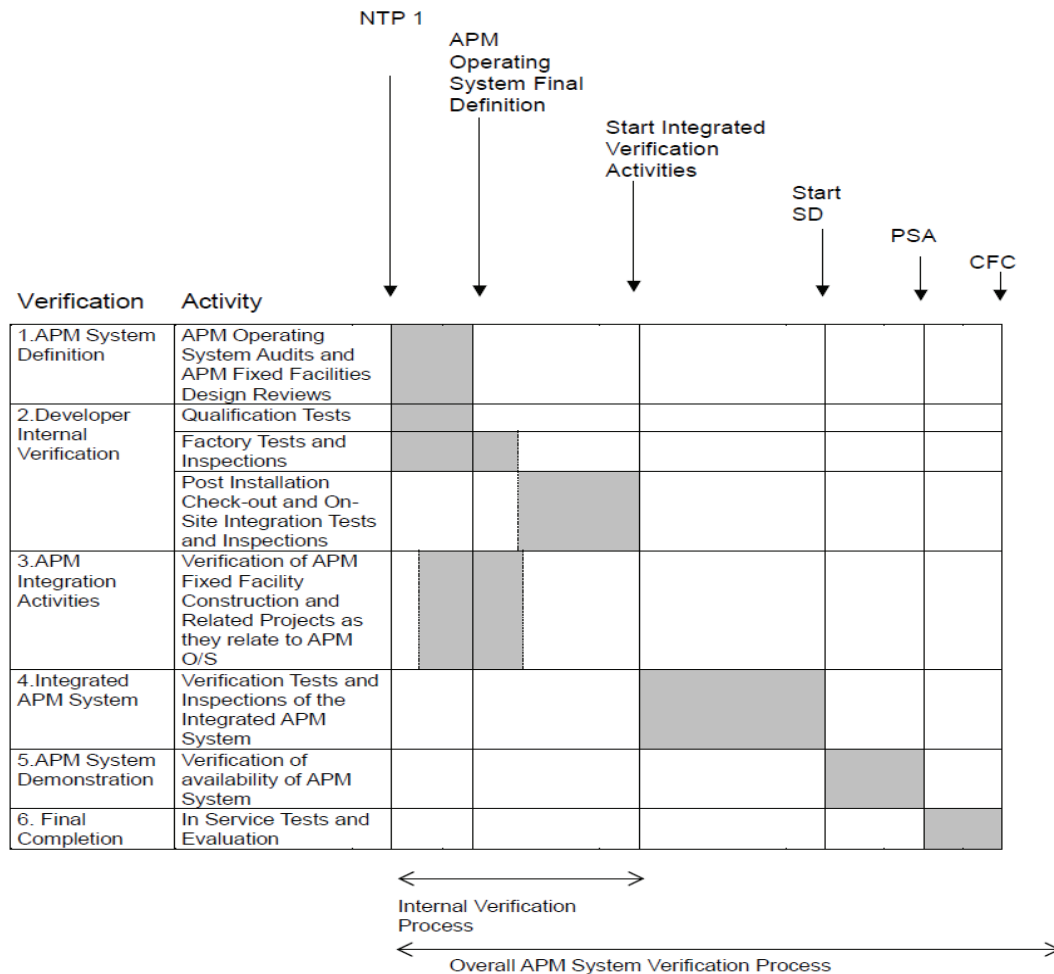 NTP 1
APM
Operating
System Final
Definition
Start Integrated
Verification
Activities
Start
SD
PSA
CFC
Verification
Activity
1.APM System
Definition
APM Operating
System Audits and
APM Fixed Facilities
Design Reviews
2.Developer
Internal
Verification
Qualification Tests
Factory Tests and
Inspections
Post Installation
Check-out and On-
Site Integration Tests
and Inspections
3.APM
Integration
Activities
Verification of APM
Fixed Facility
Construction and
Related Projects as
they relate to APM
O/S
4.Integrated
APM System
Verification Tests and
Inspections of the
Integrated APM
System
5.APM System
Demonstration
Verification of
availability of APM
System
6. Final
Completion
In Service Tests and
Evaluation
Internal Verification
Process
Overall APM System Verification Process